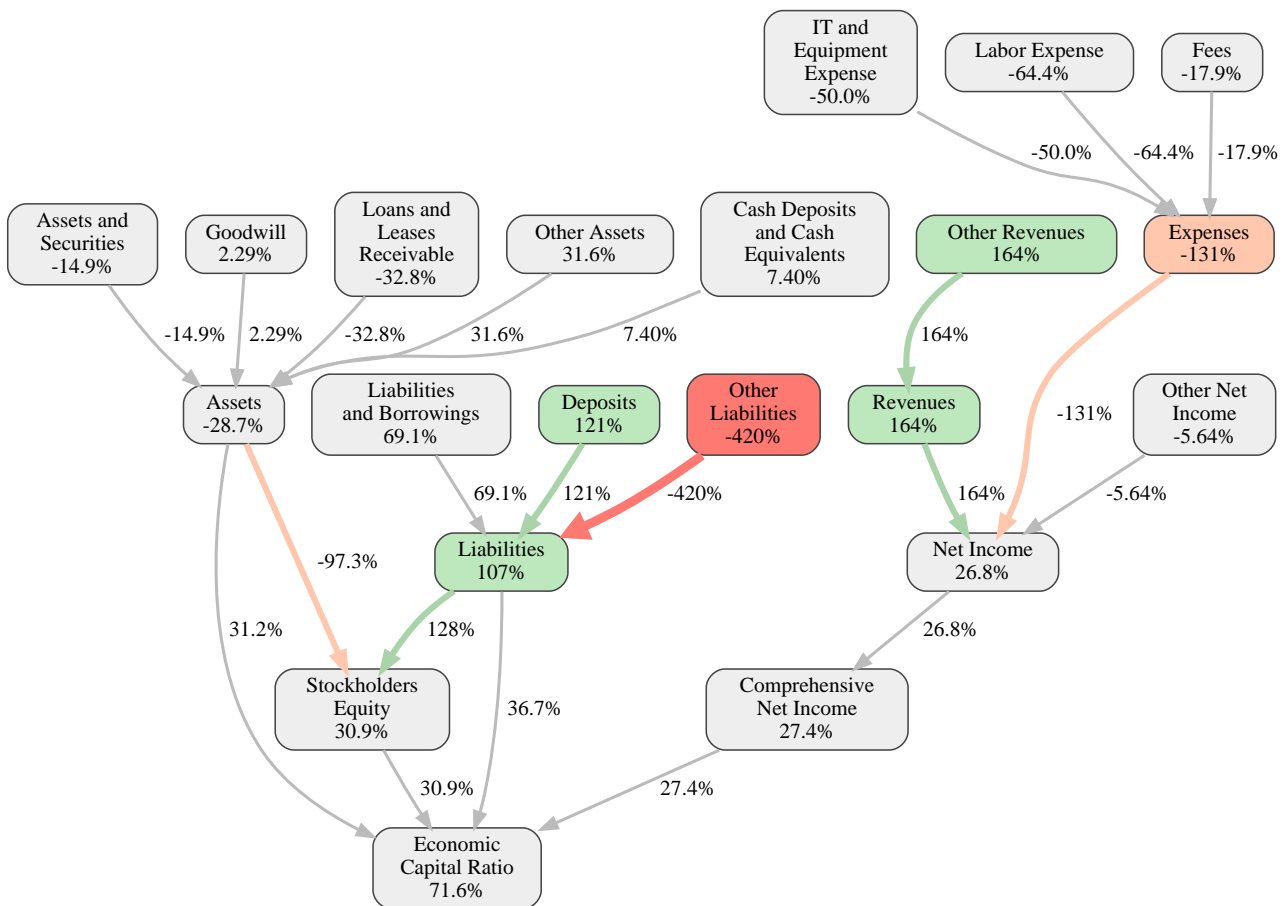 IT and
Equipment
Expense
-50.0%
Labor Expense
-64.4%
Fees
-17.9%
-50.0%
-64.4%
-17.9%
Assets and
Securities
-14.9%
Goodwill
2.29%
Loans and
Leases
Receivable
-32.8%
Other Assets
31.6%
Cash Deposits
and Cash
Equivalents
7.40%
Other Revenues
164%
Expenses
-131%
-14.9%
2.29%
-32.8%
31.6%
7.40%
164%
Assets
-28.7%
Liabilities
and Borrowings
69.1%
Deposits
121%
Other
Liabilities
-420%
Revenues
164%
-131%
Other Net
Income
-5.64%
69.1%
121%
-420%
164%
-5.64%
-97.3%
Liabilities
107%
Net Income
26.8%
31.2%
128%
26.8%
Stockholders
Equity
30.9%
36.7%
Comprehensive
Net Income
27.4%
30.9%
27.4%
Economic
Capital Ratio
71.6%